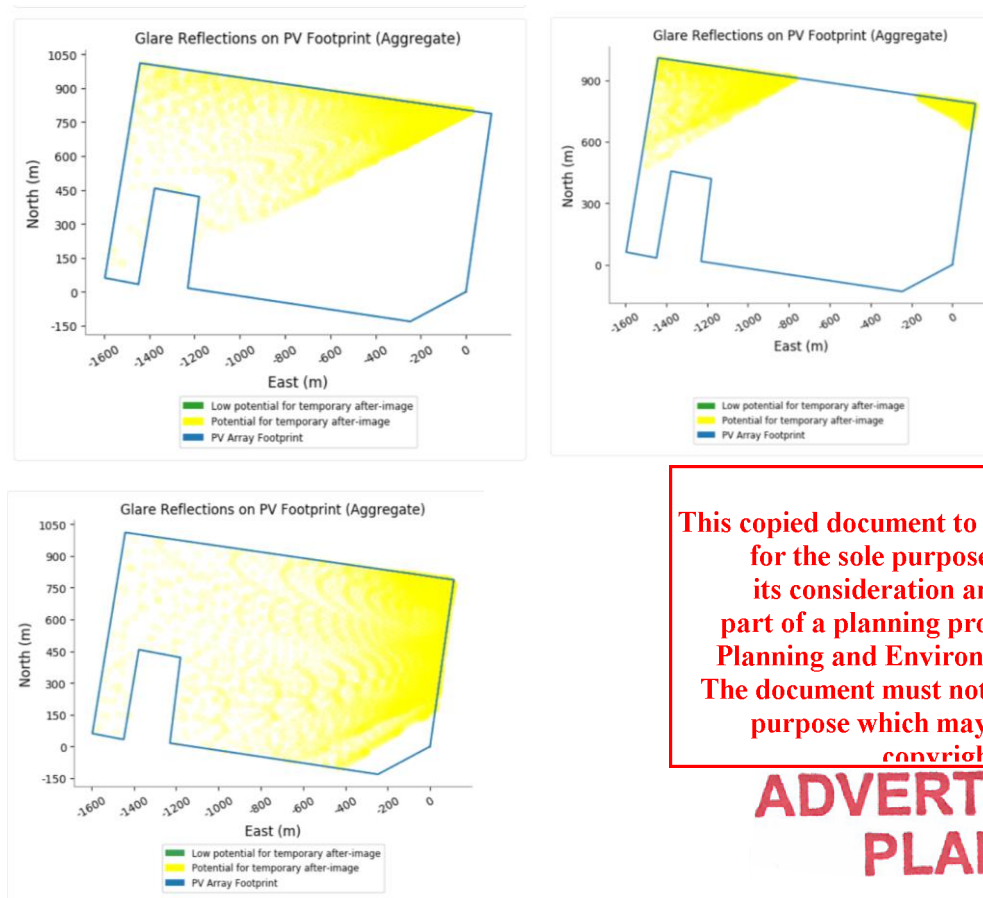 Glare Reflections on PV Footprint (Aggregate)
1050
900
750
600
450
300
150
0
-150
North (m)
-1600
-1400
-1200
-1000
-800
-600
-400
-200
0
East (m)
Low potential for temporary after-image
Potential for temporary after-image
PV Array Footprint
Glare Reflections on PV Footprint (Aggregate)
900
600
300
0
North (m)
-1600
-1400
-1200
-1000
-800
-600
-400
-200
0
East (m)
Low potential for temporary after-image
Potential for temporary after-image
PV Array Footprint
Glare Reflections on PV Footprint (Aggregate)
1050
900
750
600
450
300
150
0
-150
North (m)
-1600
-1400
-1200
-1000
-800
-600
-400
-200
0
East (m)
Low potential for temporary after-image
Potential for temporary after-image
PV Array Footprint
This copied document to
for the sole purpose
its consideration an
part of a planning pro
Planning and Environ
The document must not
purpose which may
copyrigh
ADVERT
PLA